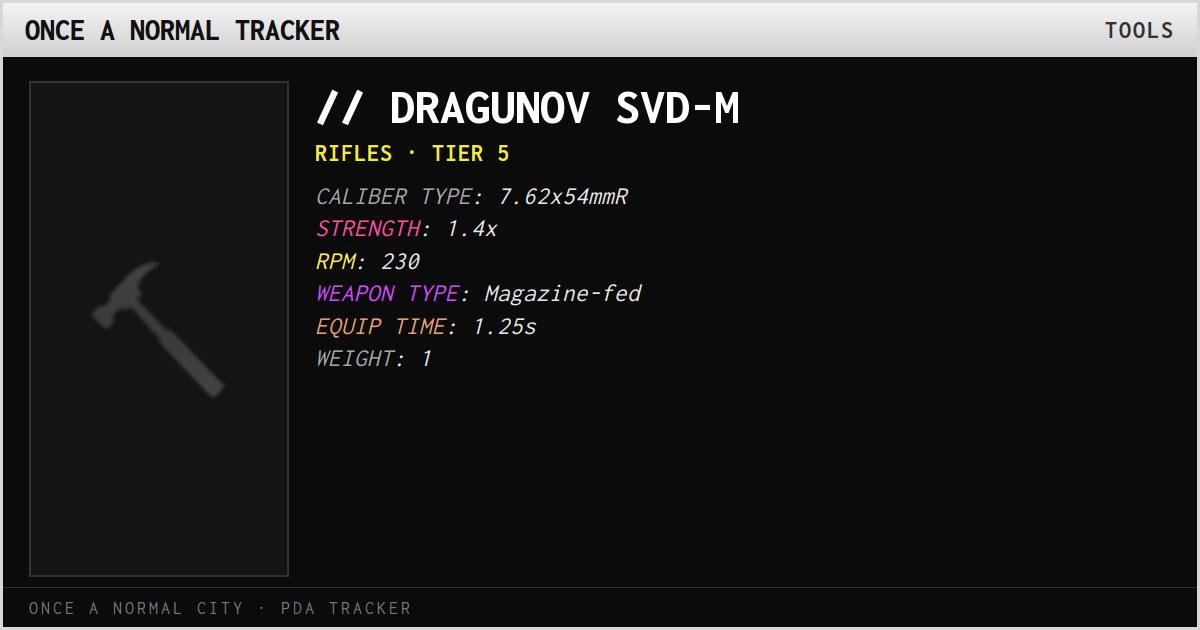 ONCE A NORMAL TRACKER
TOOLS
// DRAGUNOV SVD-M
RIFLES · TIER 5
CALIBER TYPE: 7.62x54mmR
STRENGTH: 1.4x
RPM: 230
WEAPON TYPE: Magazine-fed
EQUIP TIME: 1.25s
WEIGHT: 1
ONCE A NORMAL CITY · PDA TRACKER